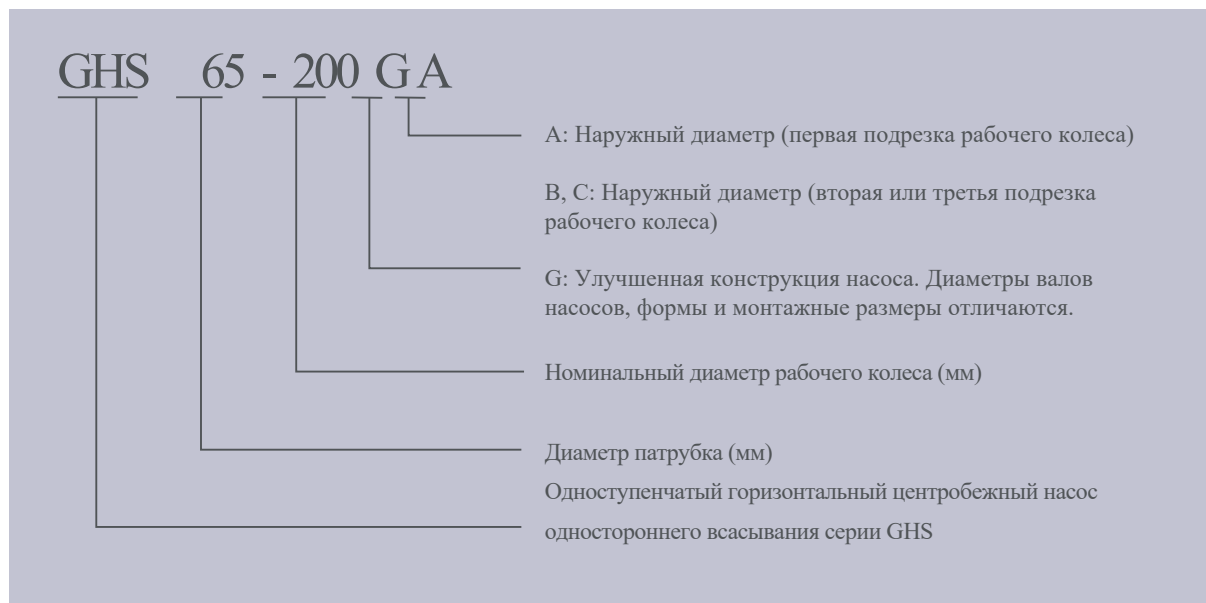 GHS 65 - 200 G A
A: Наружный диаметр (первая подрезка рабочего колеса)
B, C: Наружный диаметр (вторая или третья подрезка
рабочего колеса)
G: Улучшенная конструкция насоса. Диаметры валов
насосов, формы и монтажные размеры отличаются.
Номинальный диаметр рабочего колеса (мм)
Диаметр патрубка (мм)
Одноступенчатый горизонтальный центробежный насос
одностороннего всасывания серии GHS